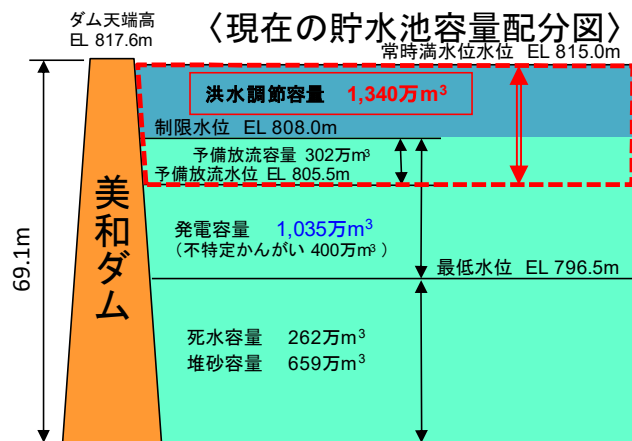 〈現在の貯水池容量配分図〉
ダム天端高
EL 817.6m
常時満水位水位 EL 815.0m
洪水調節容量 1,340万m³
制限水位 EL 808.0m
予備放流容量 302万m³
予備放流水位 EL 805.5m
美和ダム
69.1m
発電容量 1,035万m³
(不特定かんがい 400万m³)
最低水位 EL 796.5m
死水容量 262万m³
堆砂容量 659万m³